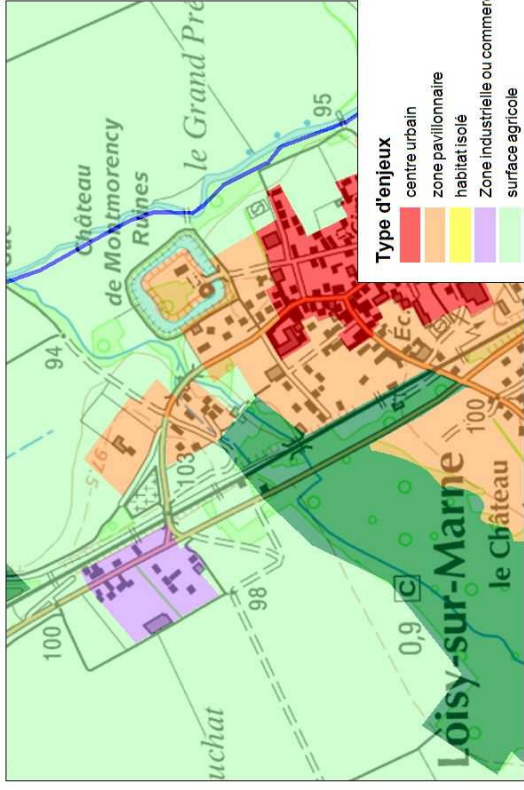 Château
de Montmorency
Ruines
le Grand Pré
95
94
97,5
103
100
98
uchat
0,9 C
Loisy-sur-Marne
le Château
100
Éc.
Type d'enjeux
centre urbain
zone pavillonnaire
habitat isolé
Zone industrielle ou commer
surface agricole